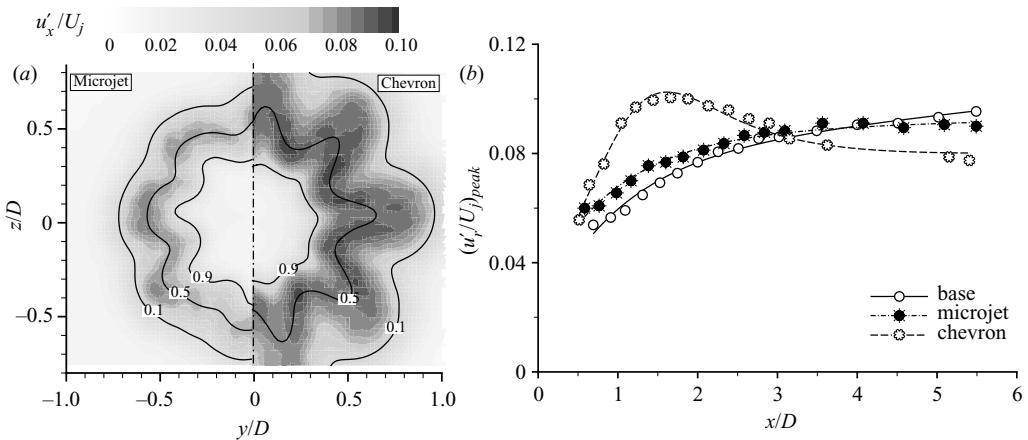 u′x/Uj
0 0.02 0.04 0.06 0.08 0.10
(a)
Microjet
Chevron
0.5
0
−0.5
z/D
0.9
0.5
0.1
0.9
0.5
0.1
−1.0 −0.5 0 0.5 1.0
y/D
(b)
0.12
0.08
0.04
0
(u′r/Uj)peak
base
microjet
chevron
0 1 2 3 4 5 6
x/D